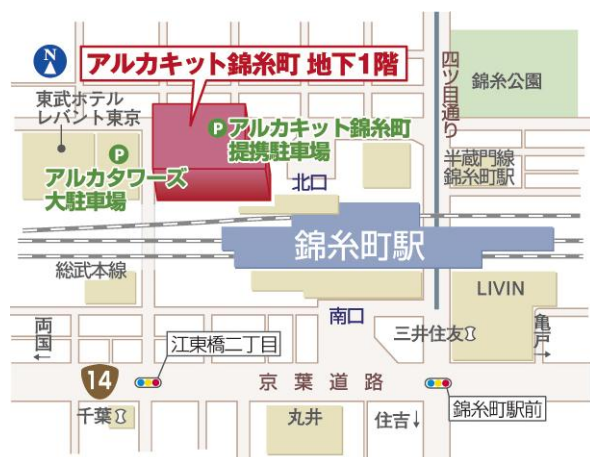 N
アルカキット錦糸町 地下1階
東武ホテル
レバント東京
P
アルカタワーズ
大駐車場
P アルカキット錦糸町
提携駐車場
四ツ目通り
錦糸公園
半蔵門線
錦糸町駅
北口
錦糸町駅
総武本線
LIVIN
南口
三井住友
両国
←
亀戸
→
江東橋二丁目
14
京葉道路
錦糸町駅前
千葉
丸井
住吉↓